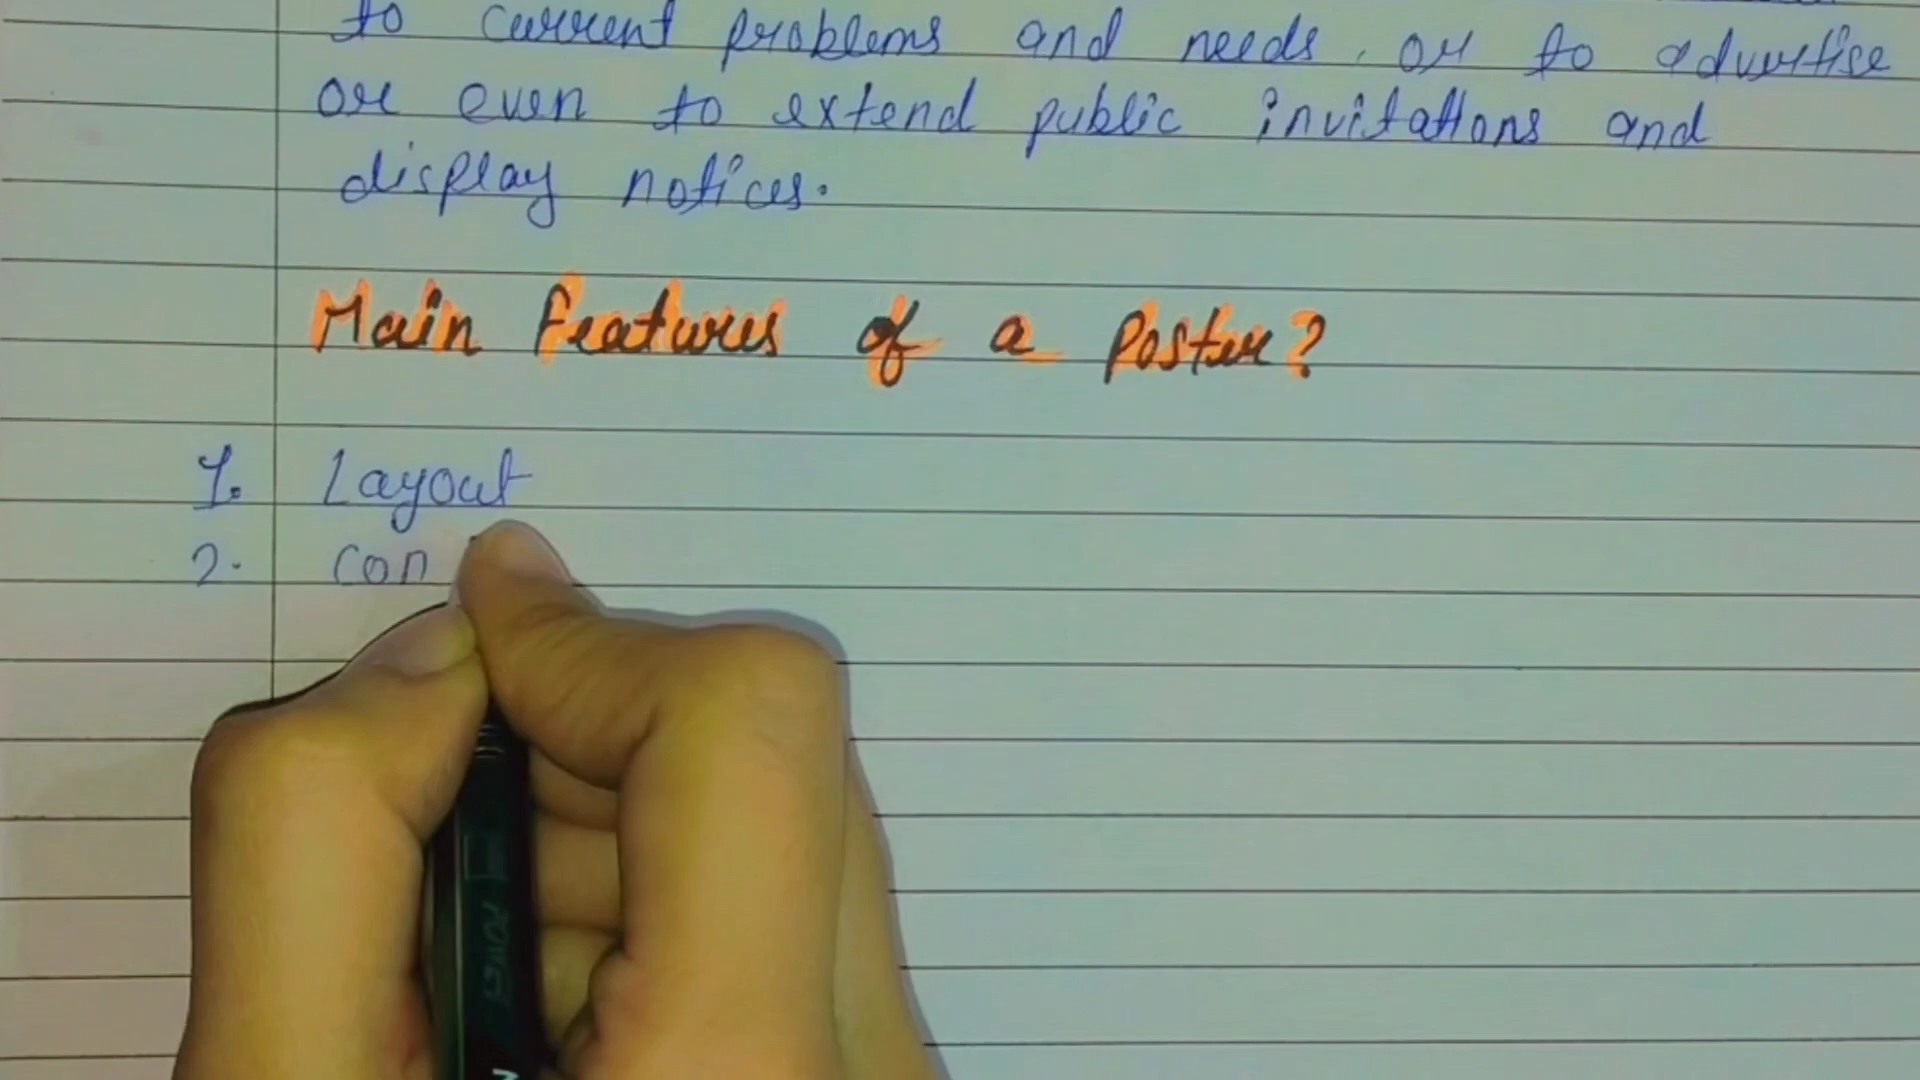 to current problems and needs, or to advertise
or even to extend public invitations and
display notices.
Main features of a Poster?
1. Layout
2. Con
POWER